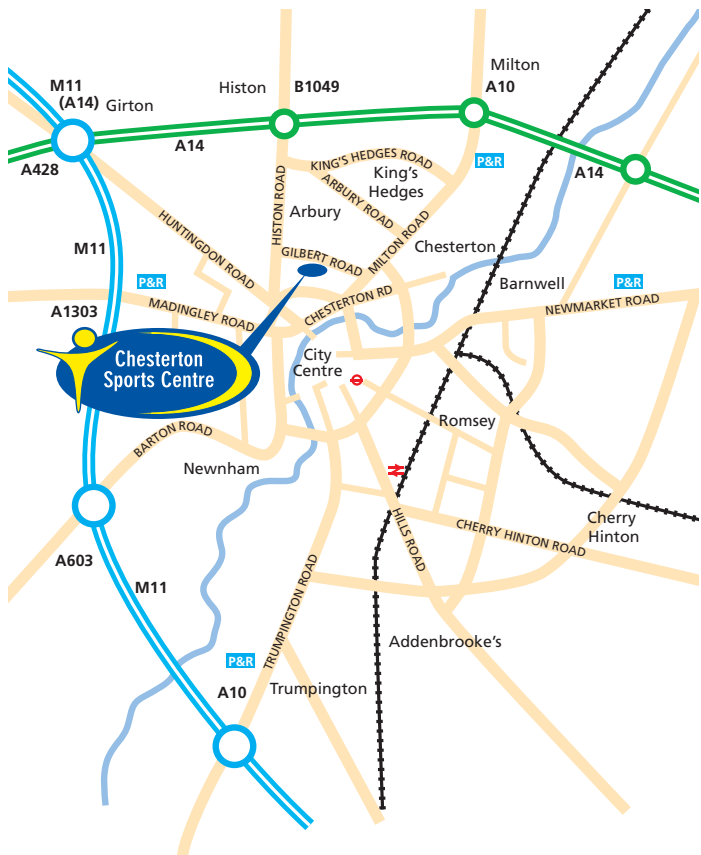 Milton
M11
(A14)
Girton
Histon
B1049
A10
A14
A428
KING'S HEDGES ROAD
P&R
King's
Hedges
A14
ARBURY ROAD
HISTON ROAD
Arbury
HUNTINGDON ROAD
MILTON ROAD
Chesterton
M11
GILBERT ROAD
P&R
Barnwell
P&R
A1303
MADINGLEY ROAD
CHESTERTON RD
NEWMARKET ROAD
Chesterton
Sports Centre
City
Centre
Romsey
BARTON ROAD
Newnham
HILLS ROAD
CHERRY HINTON ROAD
Cherry
Hinton
A603
M11
TRUMPINGTON ROAD
Addenbrooke's
P&R
A10
Trumpington